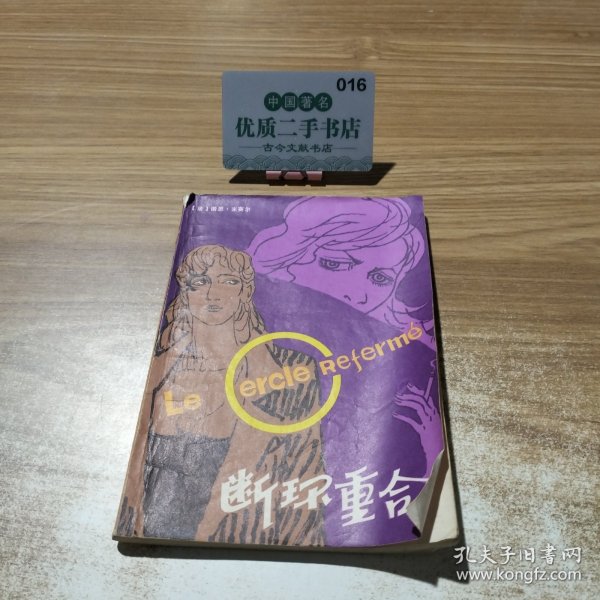 016
中国著名
优质二手书店
古今文献书店
Le Cercle Refermé
断环重合
孔夫子旧书网
www.kongfz.com